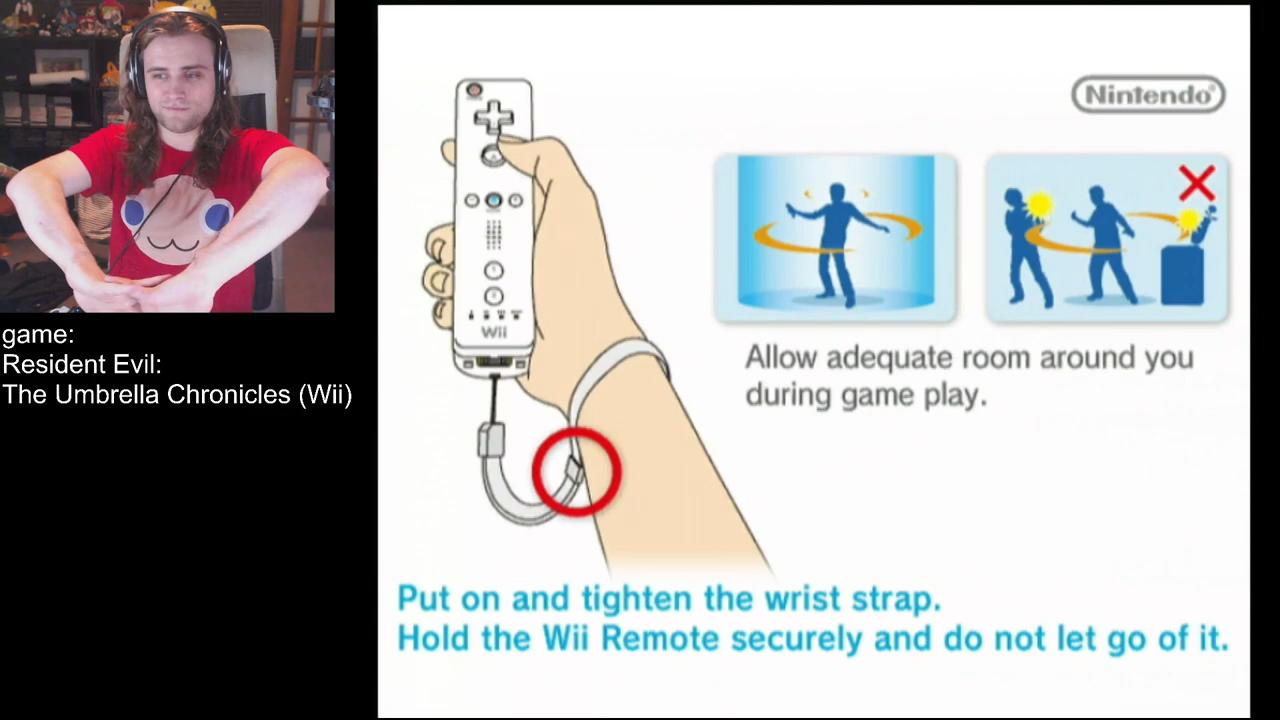 Nintendo
Wii
Allow adequate room around you
during game play.
game:
Resident Evil:
The Umbrella Chronicles (Wii)
Put on and tighten the wrist strap.
Hold the Wii Remote securely and do not let go of it.